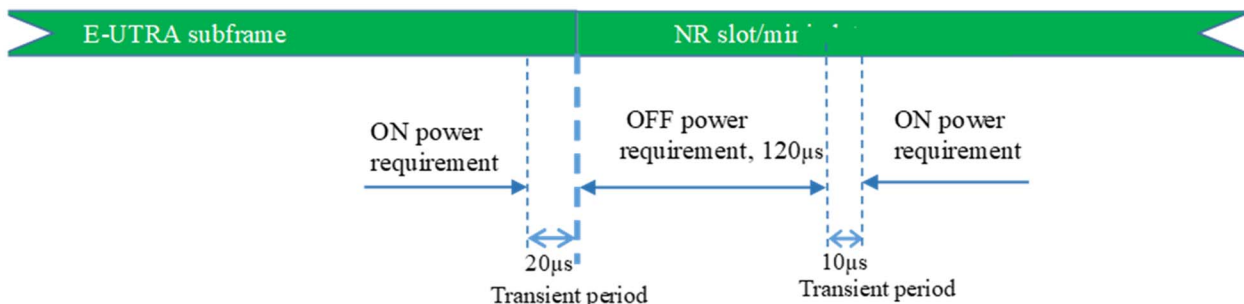 E-UTRA subframe
NR slot/
ON power
requirement
OFF power
requirement, 120μs
ON power
requirement
20μs
Transient period
10μs
Transient period